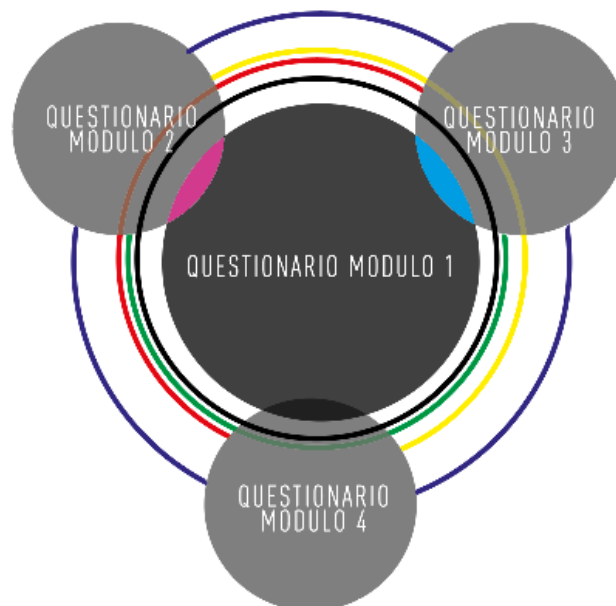 QUESTIONARIO
MODULO 2
QUESTIONARIO
MODULO 3
QUESTIONARIO MODULO 1
QUESTIONARIO
MODULO 4